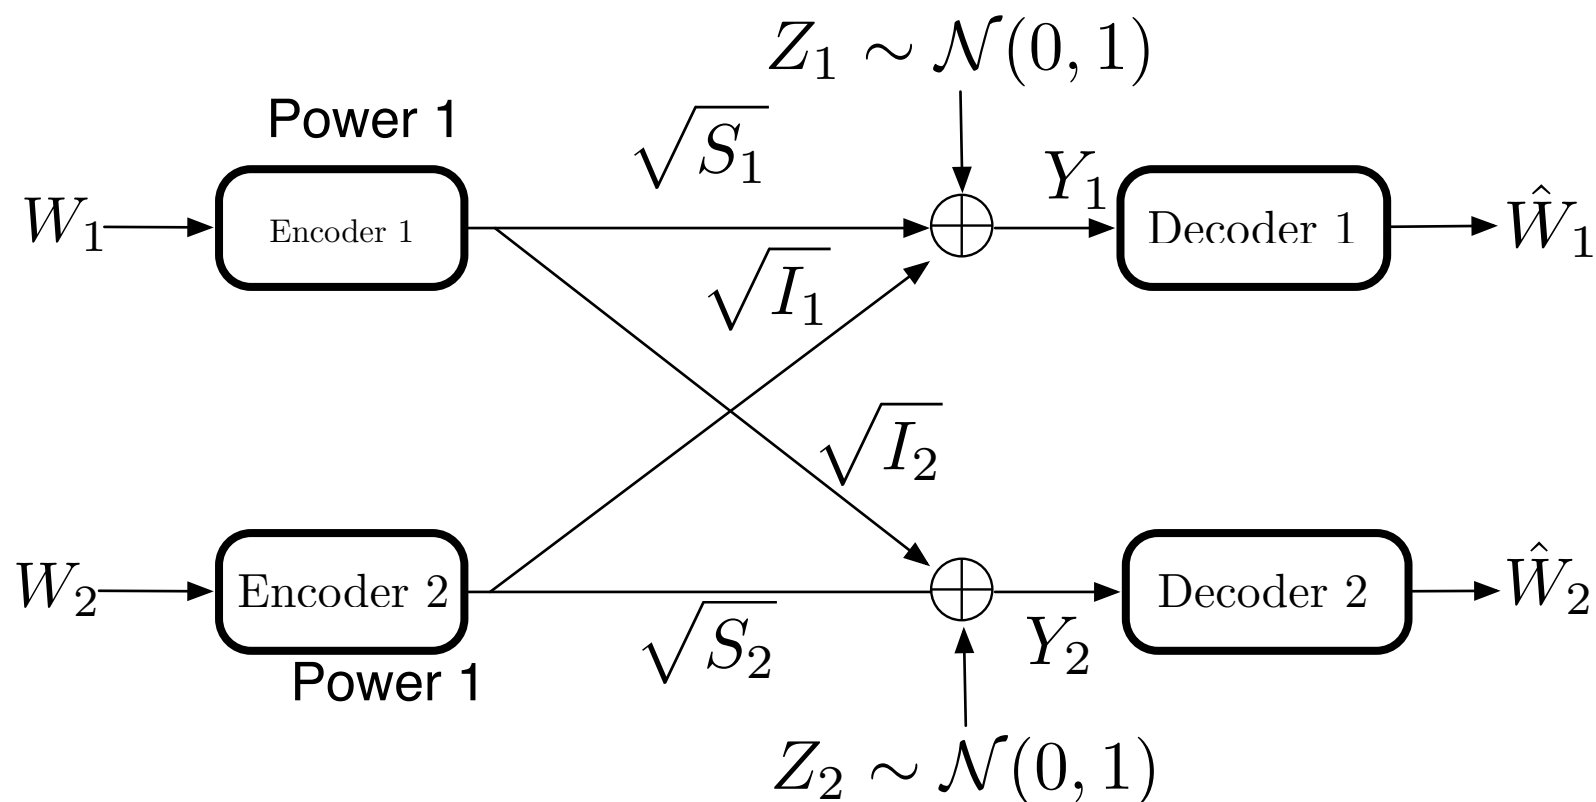 Z₁ ∼ 𝒩(0, 1)
Power 1
√S₁
W₁
Encoder 1
Y₁
Decoder 1
Ŵ₁
√I₁
√I₂
W₂
Encoder 2
√S₂
Y₂
Decoder 2
Ŵ₂
Power 1
Z₂ ∼ 𝒩(0, 1)